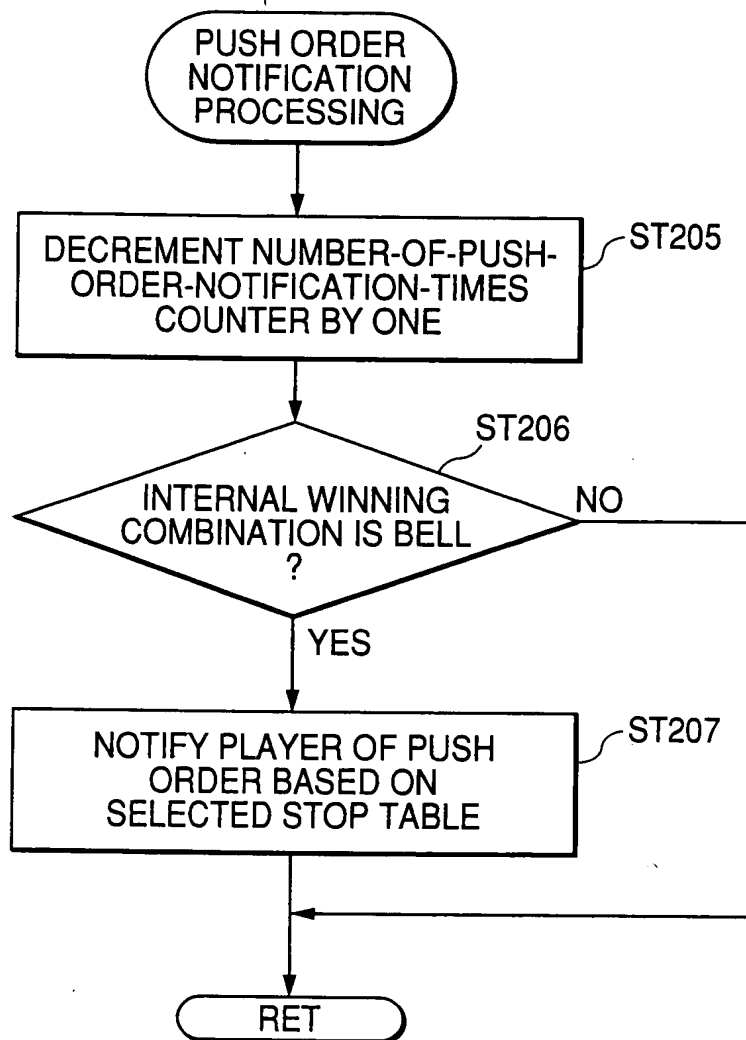 PUSH ORDER
NOTIFICATION
PROCESSING
DECREMENT NUMBER-OF-PUSH-
ORDER-NOTIFICATION-TIMES
COUNTER BY ONE
ST205
ST206
INTERNAL WINNING
COMBINATION IS BELL
?
NO
YES
NOTIFY PLAYER OF PUSH
ORDER BASED ON
SELECTED STOP TABLE
ST207
RET